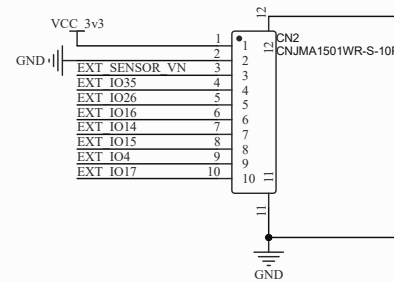 12
VCC_3v3
CN2
CNJMA1501WR-S-10P
1 1 12
GND 2 2
EXT_SENSOR_VN 3 3
EXT_IO35 4 4
EXT_IO26 5 5
EXT_IO16 6 6
EXT_IO14 7 7
EXT_IO15 8 8
EXT_IO4 9 9
EXT_IO17 10 10 11
11
GND